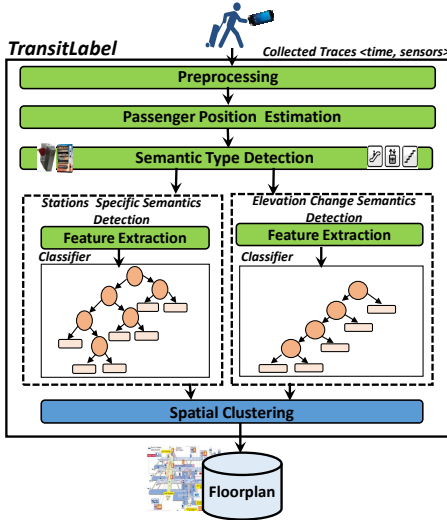 TransitLabel
Collected Traces <time, sensors>
Preprocessing
Passenger Position Estimation
Semantic Type Detection
Stations Specific Semantics
Detection
Feature Extraction
Classifier
Elevation Change Semantics
Detection
Feature Extraction
Classifier
Spatial Clustering
Floorplan